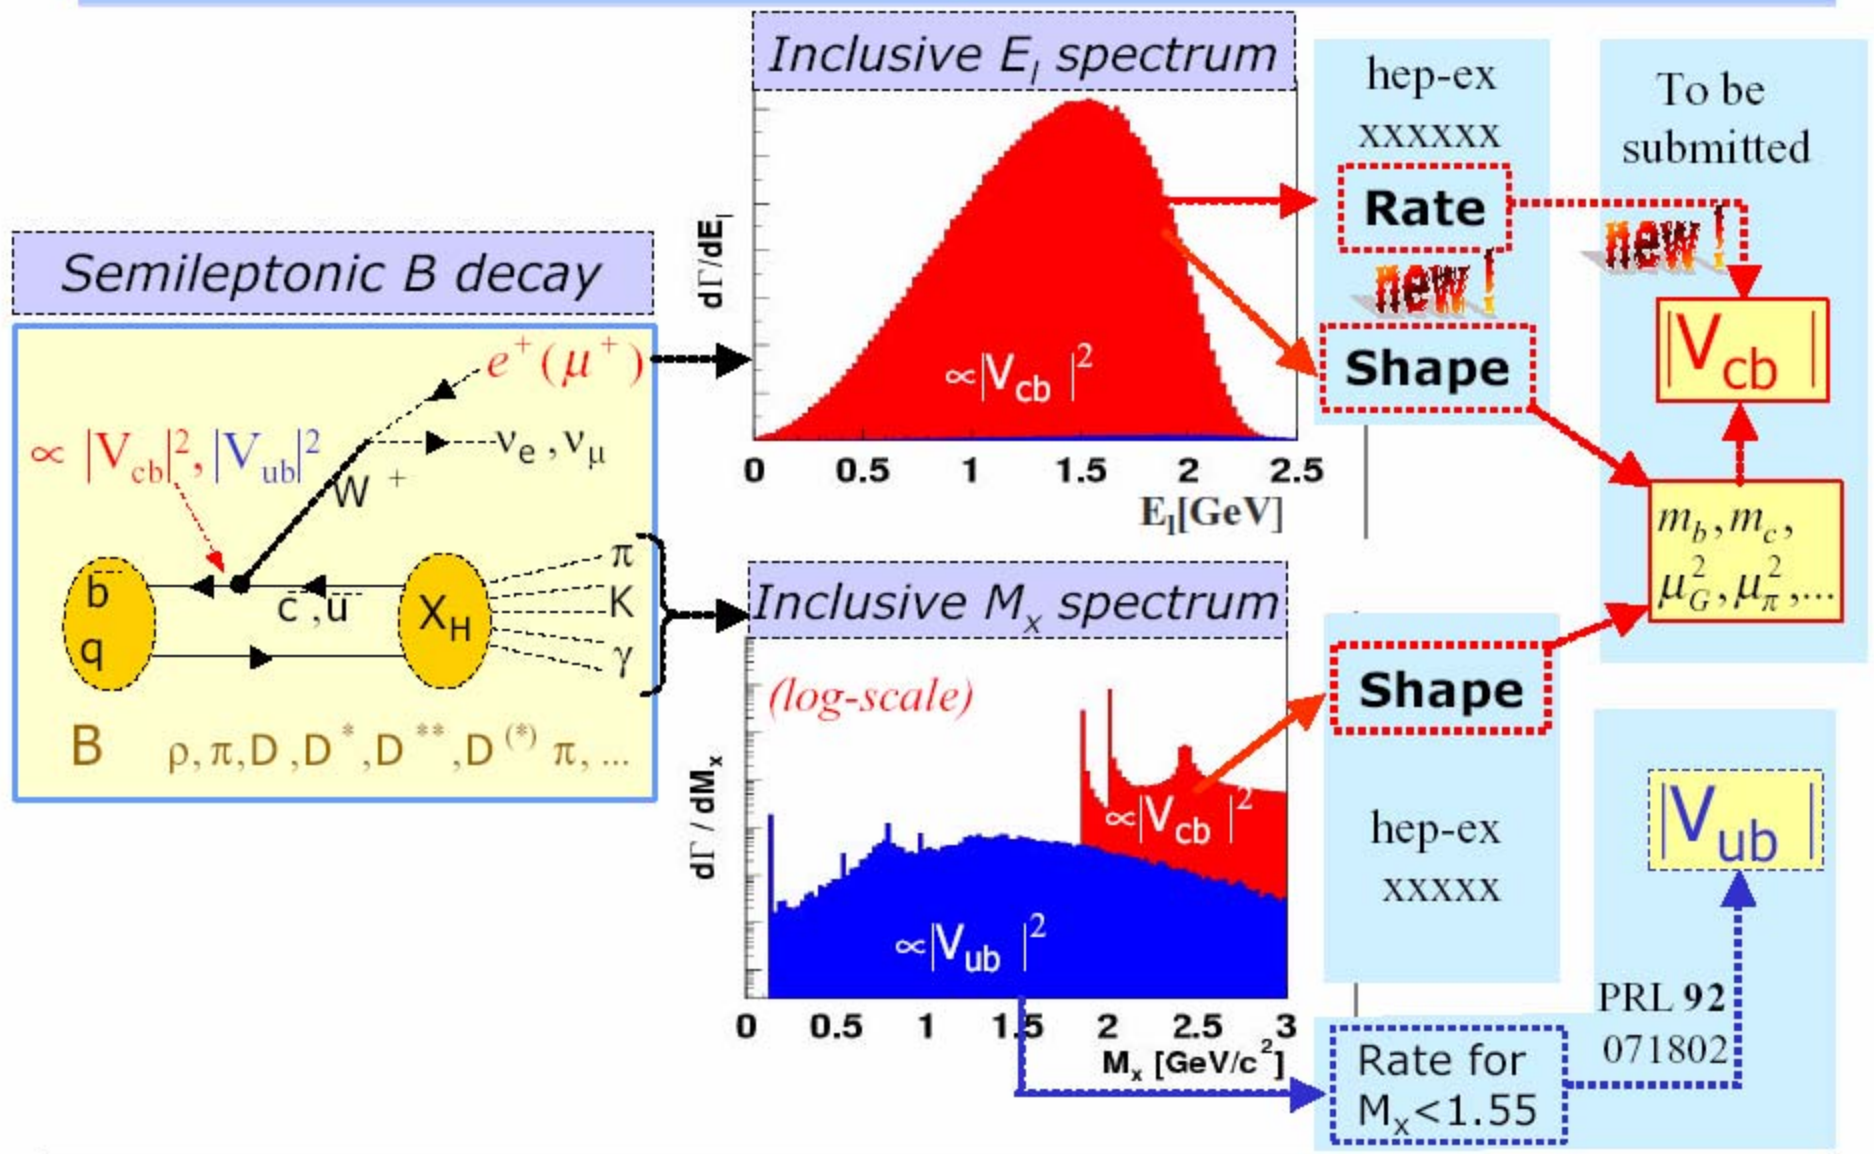 Semileptonic B decay
e⁺(μ⁺)
∝ |V_cb|², |V_ub|²
ν_e , ν_μ
W ⁺
b̅
q
c̅ , u̅
X_H
π
K
γ
B ρ, π, D , D*, D**, D(*) π, ...
Inclusive E_l spectrum
dΓ/dE_l
∝|V_cb |²
0 0.5 1 1.5 2 2.5
E_l[GeV]
Inclusive M_x spectrum
(log-scale)
dΓ / dM_x
∝|V_cb |²
∝|V_ub |²
0 0.5 1 1.5 2 2.5 3
M_x [GeV/c²]
hep-ex
xxxxxx
Rate
new!
Shape
Shape
hep-ex
xxxxx
Rate for
M_x<1.55
To be
submitted
new!
|V_cb |
m_b, m_c,
μ²_G, μ²_π ,...
|V_ub |
PRL 92
071802